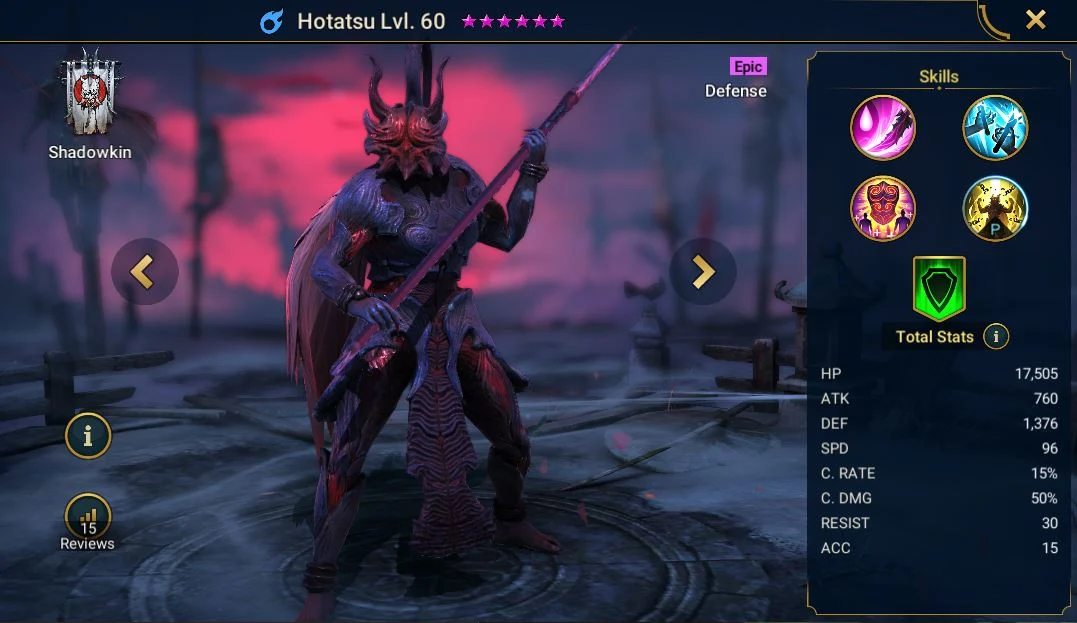 Hotatsu Lvl. 60
Shadowkin
Epic
Defense
15
Reviews
Skills
P
Total Stats
HP 17,505
ATK 760
DEF 1,376
SPD 96
C. RATE 15%
C. DMG 50%
RESIST 30
ACC 15